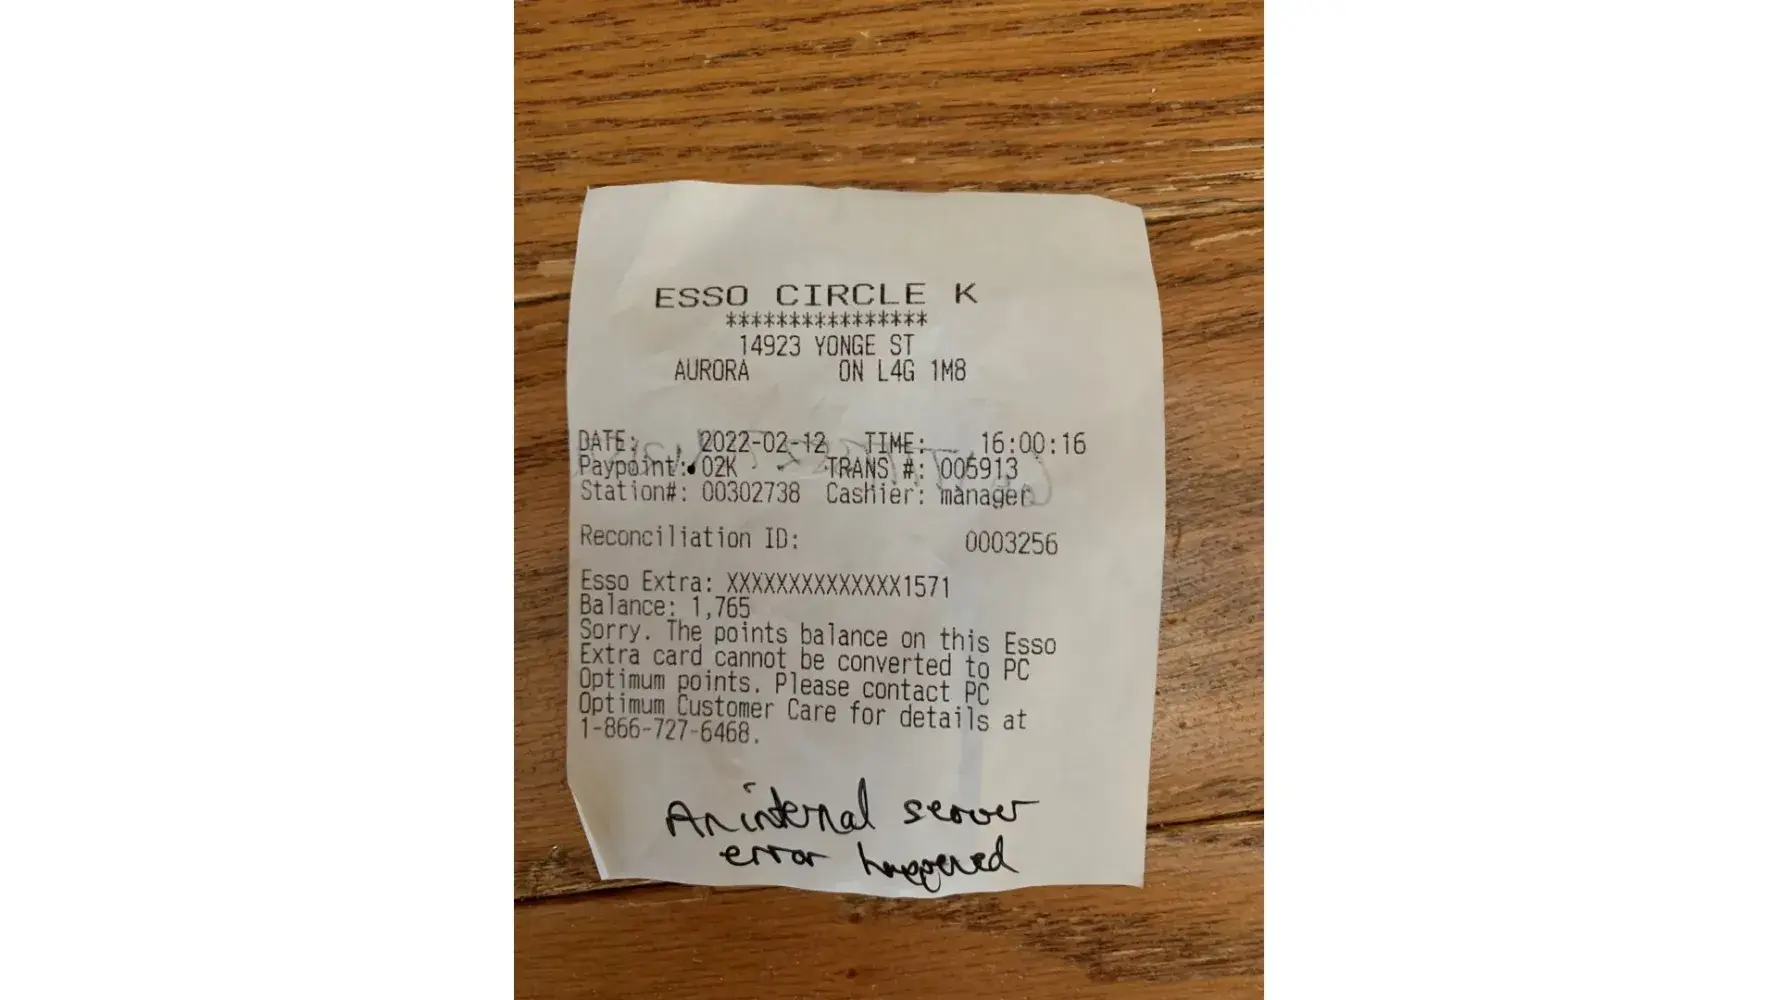 ESSO CIRCLE K
****************
14923 YONGE ST
AURORA ON L4G 1M8
DATE: 2022-02-12 TIME: 16:00:16
Paypoint: 02K TRANS #: 005913
Station#: 00302738 Cashier: manager
Reconciliation ID: 0003256
Esso Extra: XXXXXXXXXXXXXX1571
Balance: 1,765
Sorry. The points balance on this Esso
Extra card cannot be converted to PC
Optimum points. Please contact PC
Optimum Customer Care for details at
1-866-727-6468.
An internal server
error happened